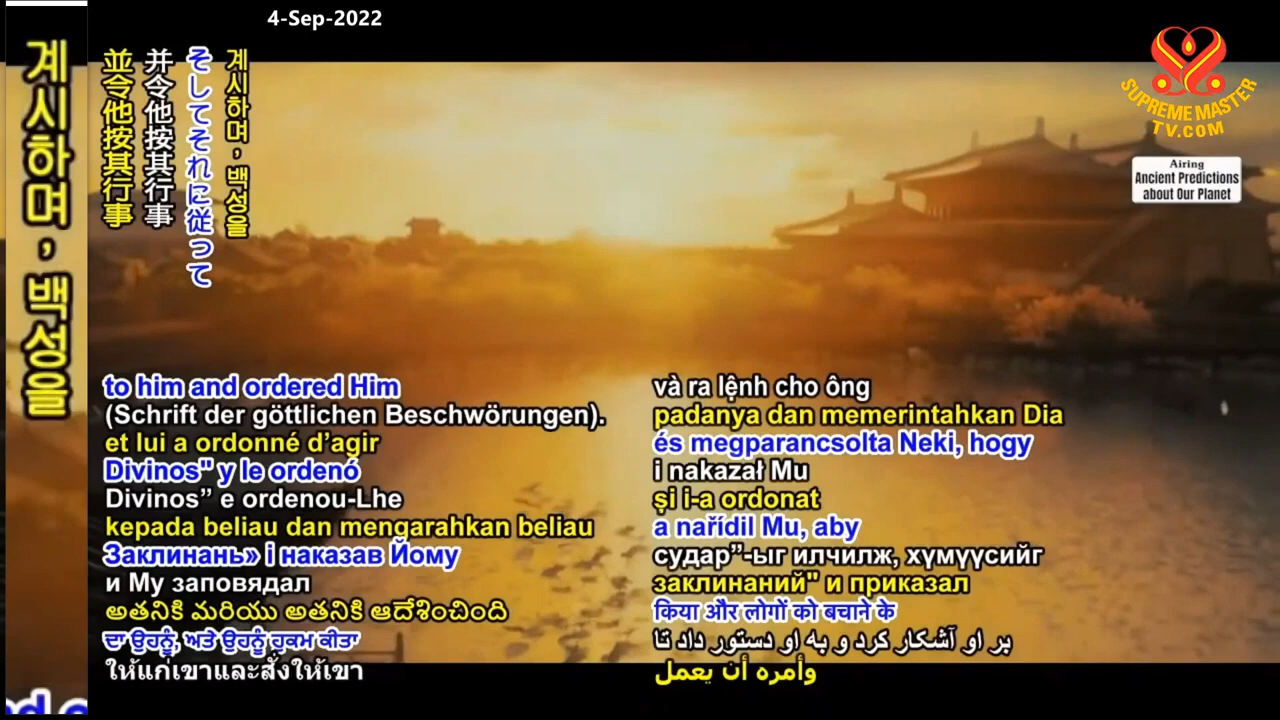 4-Sep-2022
계시하며, 백성을
계시하며, 백성을
そしてそれに従って
并令他按其行事
並令他按其行事
SUPREME MASTER
TV.COM
Airing
Ancient Predictions
about Our Planet
to him and ordered Him
(Schrift der göttlichen Beschwörungen).
et lui a ordonné d’agir
Divinos" y le ordenó
Divinos” e ordenou-Lhe
kepada beliau dan mengarahkan beliau
Заклинань» і наказав Йому
и Му заповядал
అతనికి మరియు అతనికి ఆదేశించింది
ਦਾ ਉਹਨੂੰ, ਅਤੇ ਉਹਨੂੰ ਹੁਕਮ ਕੀਤਾ
ให้แก่เขาและสั่งให้เขา
và ra lệnh cho ông
padanya dan memerintahkan Dia
és megparancsolta Neki, hogy
i nakazał Mu
și i-a ordonat
a nařídil Mu, aby
судар”-ыг илчилж, хүмүүсийг
заклинаний" и приказал
किया और लोगों को बचाने के
بر او آشکار کرد و به او دستور داد تا
وأمره أن يعمل